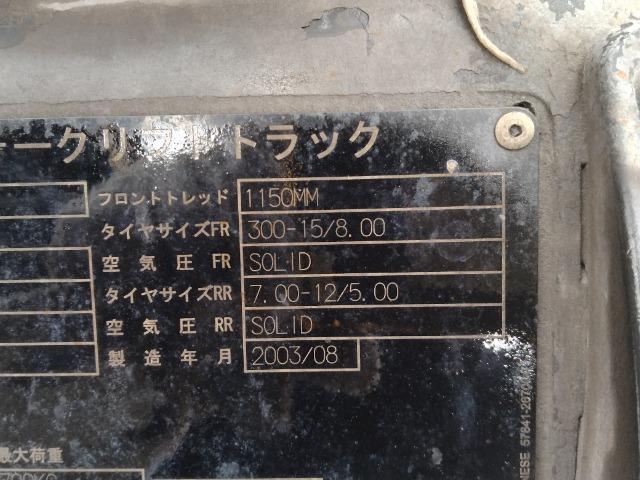 ークリフトトラック
フロントトレッド 1150MM
タイヤサイズFR 300-15/8.00
空気圧 FR SOLID
タイヤサイズRR 7.00-12/5.00
空気圧 RR SOLID
製造年月 2003/08
最大荷重